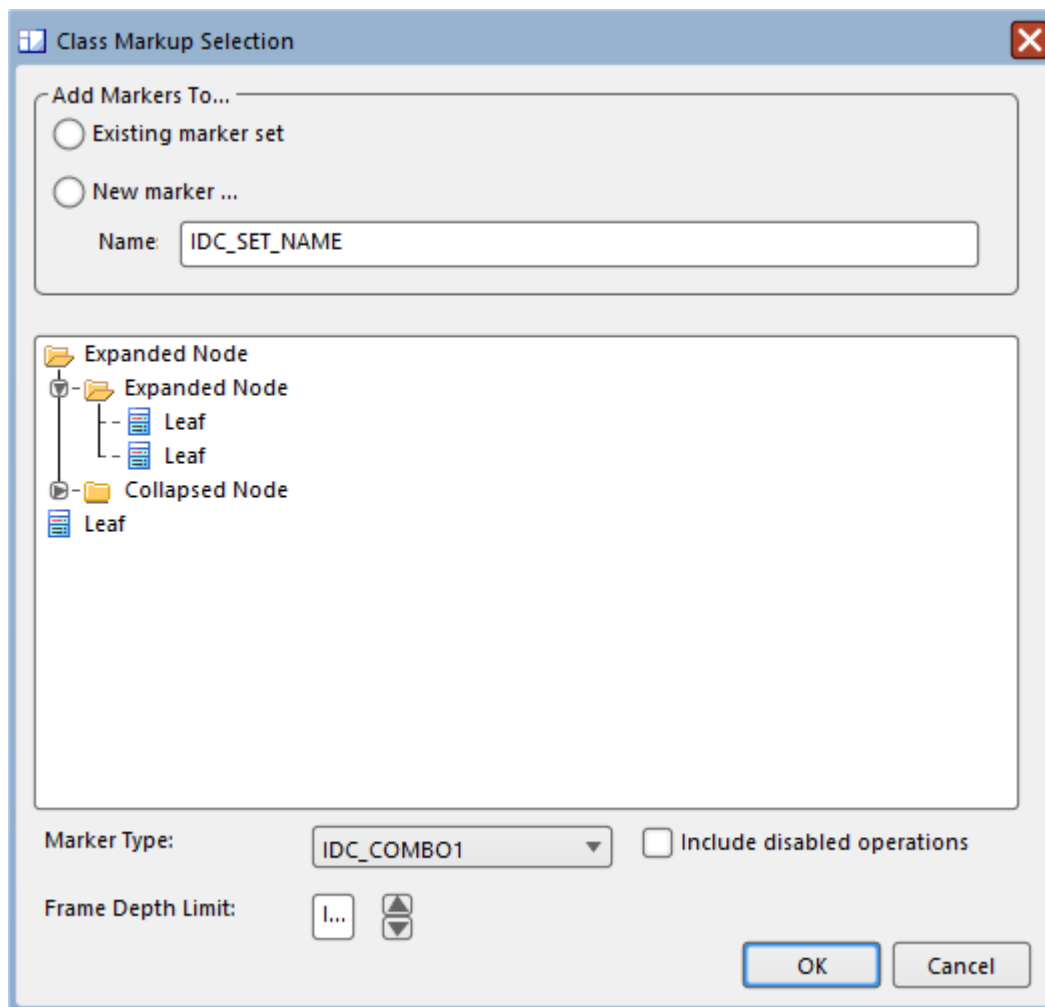 Class Markup Selection
Add Markers To...
Existing marker set
New marker ...
Name:
IDC_SET_NAME
Expanded Node
Expanded Node
Leaf
Leaf
Collapsed Node
Leaf
Marker Type:
IDC_COMBO1
Include disabled operations
Frame Depth Limit:
I...
OK
Cancel